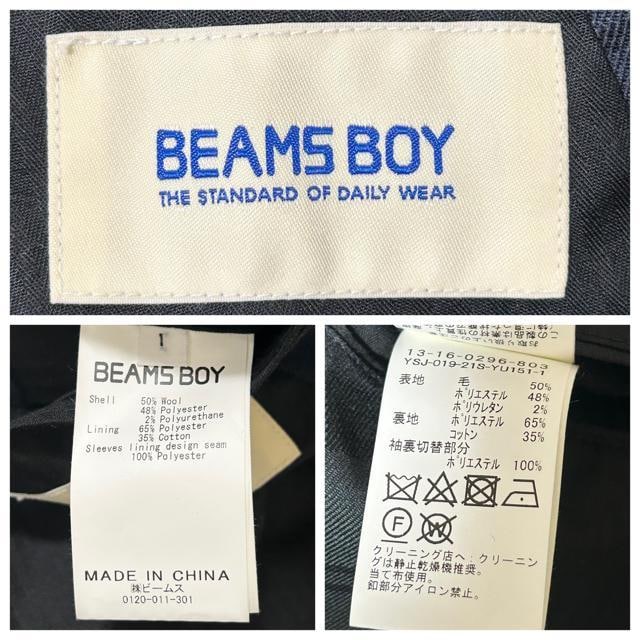 BEAMS BOY
THE STANDARD OF DAILY WEAR
1
BEAMS BOY
Shell 50% Wool
48% Polyester
2% Polyurethane
Lining 65% Polyester
35% Cotton
Sleeves lining design seam
100% Polyester
MADE IN CHINA
㈱ビームス
0120-011-301
13-16-0296-803
YSJ-019-21S-YU151-1
表地 毛 50%
ポリエステル 48%
ポリウレタン 2%
裏地 ポリエステル 65%
コットン 35%
袖裏切替部分
ポリエステル 100%
F
W
クリーニング店へ:クリーニン
グは静止乾燥機推奨。
当て布使用。
釦部分アイロン禁止。